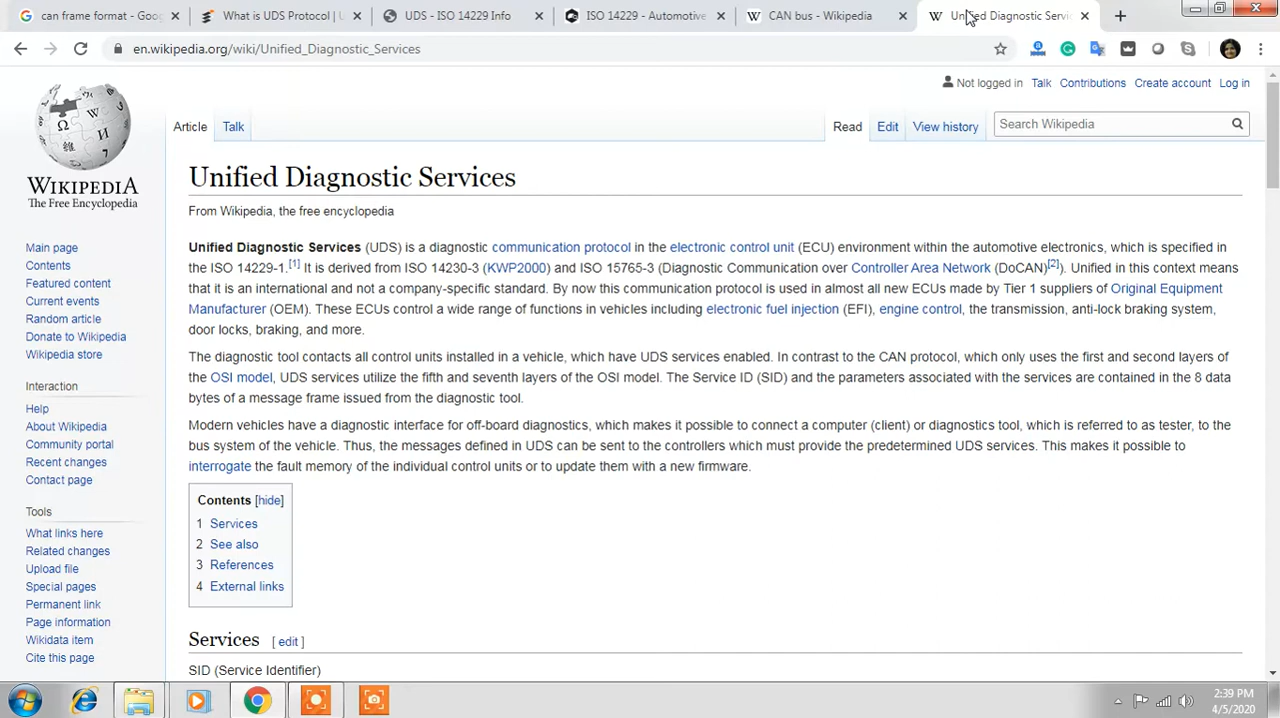 can frame format - Goog
What is UDS Protocol | U
UDS - ISO 14229 Info
ISO 14229 - Automotive
CAN bus - Wikipedia
Unified Diagnostic Servic
en.wikipedia.org/wiki/Unified_Diagnostic_Services
Not logged in Talk Contributions Create account Log in
Article Talk Read Edit View history Search Wikipedia
WIKIPEDIA
The Free Encyclopedia
Main page
Contents
Featured content
Current events
Random article
Donate to Wikipedia
Wikipedia store
Interaction
Help
About Wikipedia
Community portal
Recent changes
Contact page
Tools
What links here
Related changes
Upload file
Special pages
Permanent link
Page information
Wikidata item
Cite this page
Unified Diagnostic Services
From Wikipedia, the free encyclopedia
Unified Diagnostic Services (UDS) is a diagnostic communication protocol in the electronic control unit (ECU) environment within the automotive electronics, which is specified in
the ISO 14229-1.[1] It is derived from ISO 14230-3 (KWP2000) and ISO 15765-3 (Diagnostic Communication over Controller Area Network (DoCAN)[2]). Unified in this context means
that it is an international and not a company-specific standard. By now this communication protocol is used in almost all new ECUs made by Tier 1 suppliers of Original Equipment
Manufacturer (OEM). These ECUs control a wide range of functions in vehicles including electronic fuel injection (EFI), engine control, the transmission, anti-lock braking system,
door locks, braking, and more.
The diagnostic tool contacts all control units installed in a vehicle, which have UDS services enabled. In contrast to the CAN protocol, which only uses the first and second layers of
the OSI model, UDS services utilize the fifth and seventh layers of the OSI model. The Service ID (SID) and the parameters associated with the services are contained in the 8 data
bytes of a message frame issued from the diagnostic tool.
Modern vehicles have a diagnostic interface for off-board diagnostics, which makes it possible to connect a computer (client) or diagnostics tool, which is referred to as tester, to the
bus system of the vehicle. Thus, the messages defined in UDS can be sent to the controllers which must provide the predetermined UDS services. This makes it possible to
interrogate the fault memory of the individual control units or to update them with a new firmware.
Contents [hide]
1 Services
2 See also
3 References
4 External links
Services [ edit ]
SID (Service Identifier)
2:39 PM
4/5/2020